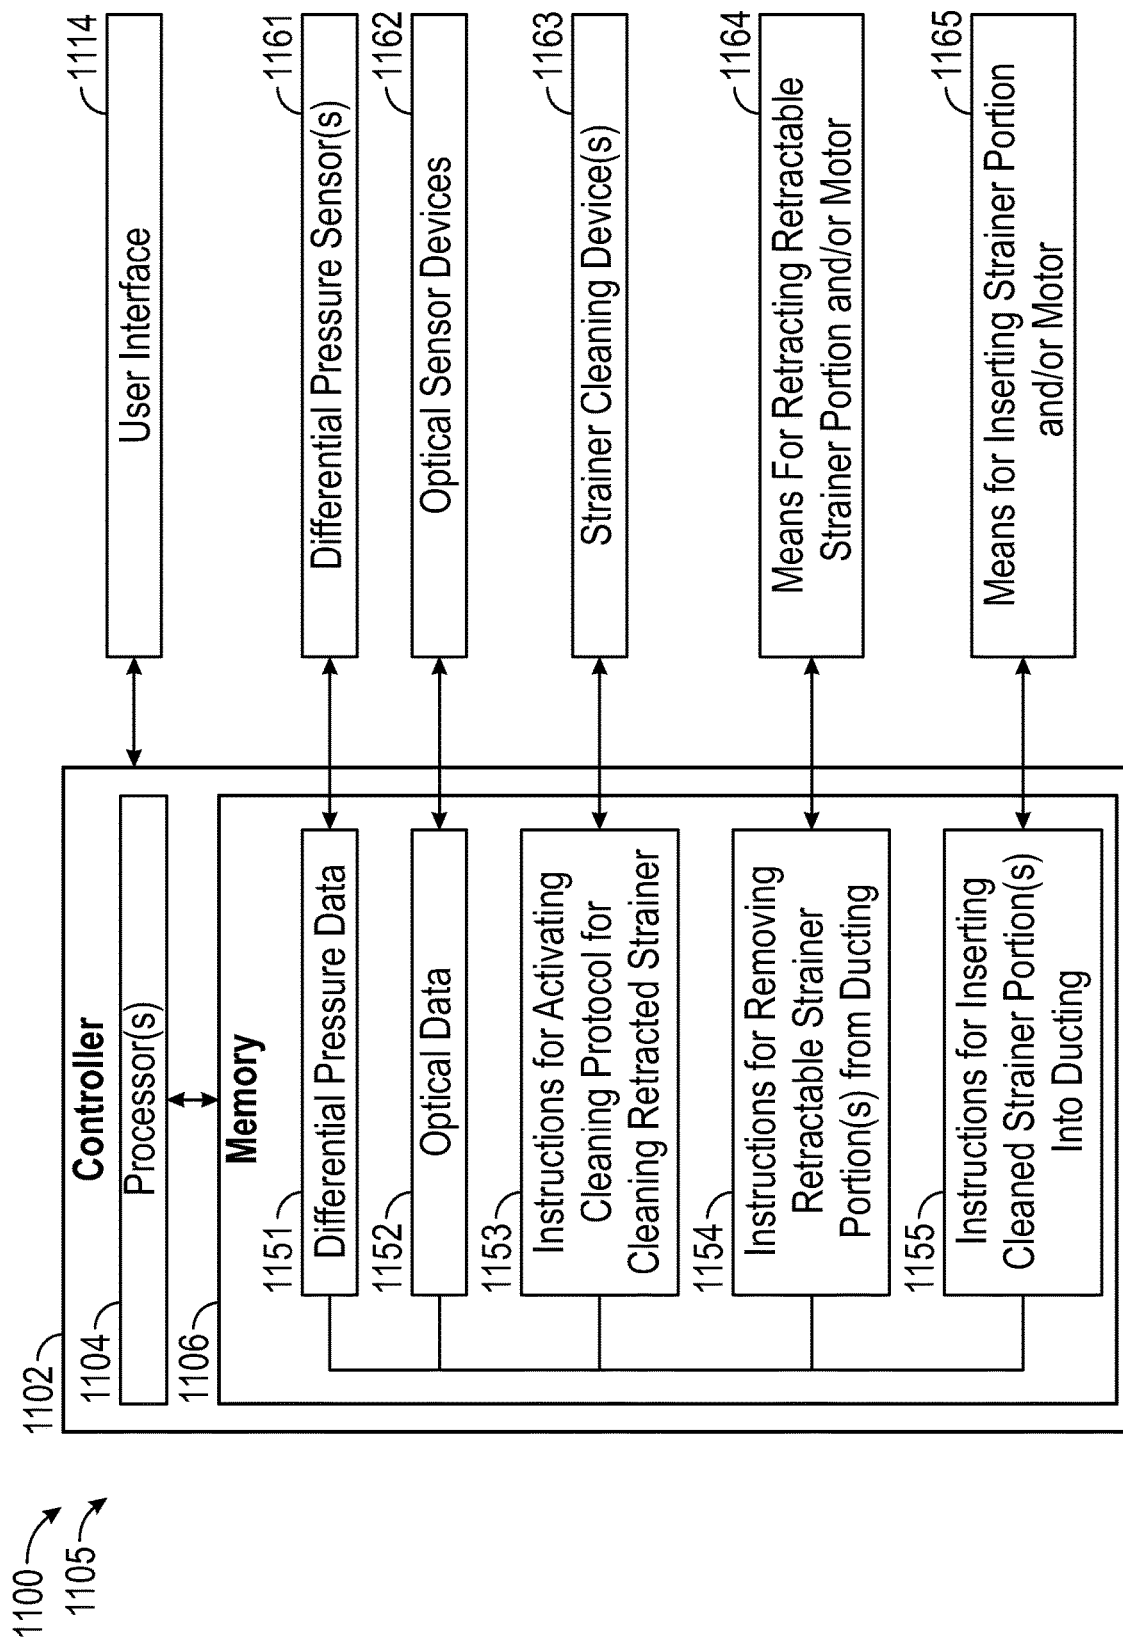 1100
1105
1102
Controller
1104
Processor(s)
1106
Memory
1151
Differential Pressure Data
1152
Optical Data
1153
Instructions for Activating
Cleaning Protocol for
Cleaning Retracted Strainer
1154
Instructions for Removing
Retractable Strainer
Portion(s) from Ducting
1155
Instructions for Inserting
Cleaned Strainer Portion(s)
Into Ducting
1114
User Interface
1161
Differential Pressure Sensor(s)
1162
Optical Sensor Devices
1163
Strainer Cleaning Device(s)
1164
Means For Retracting Retractable
Strainer Portion and/or Motor
1165
Means for Inserting Strainer Portion
and/or Motor